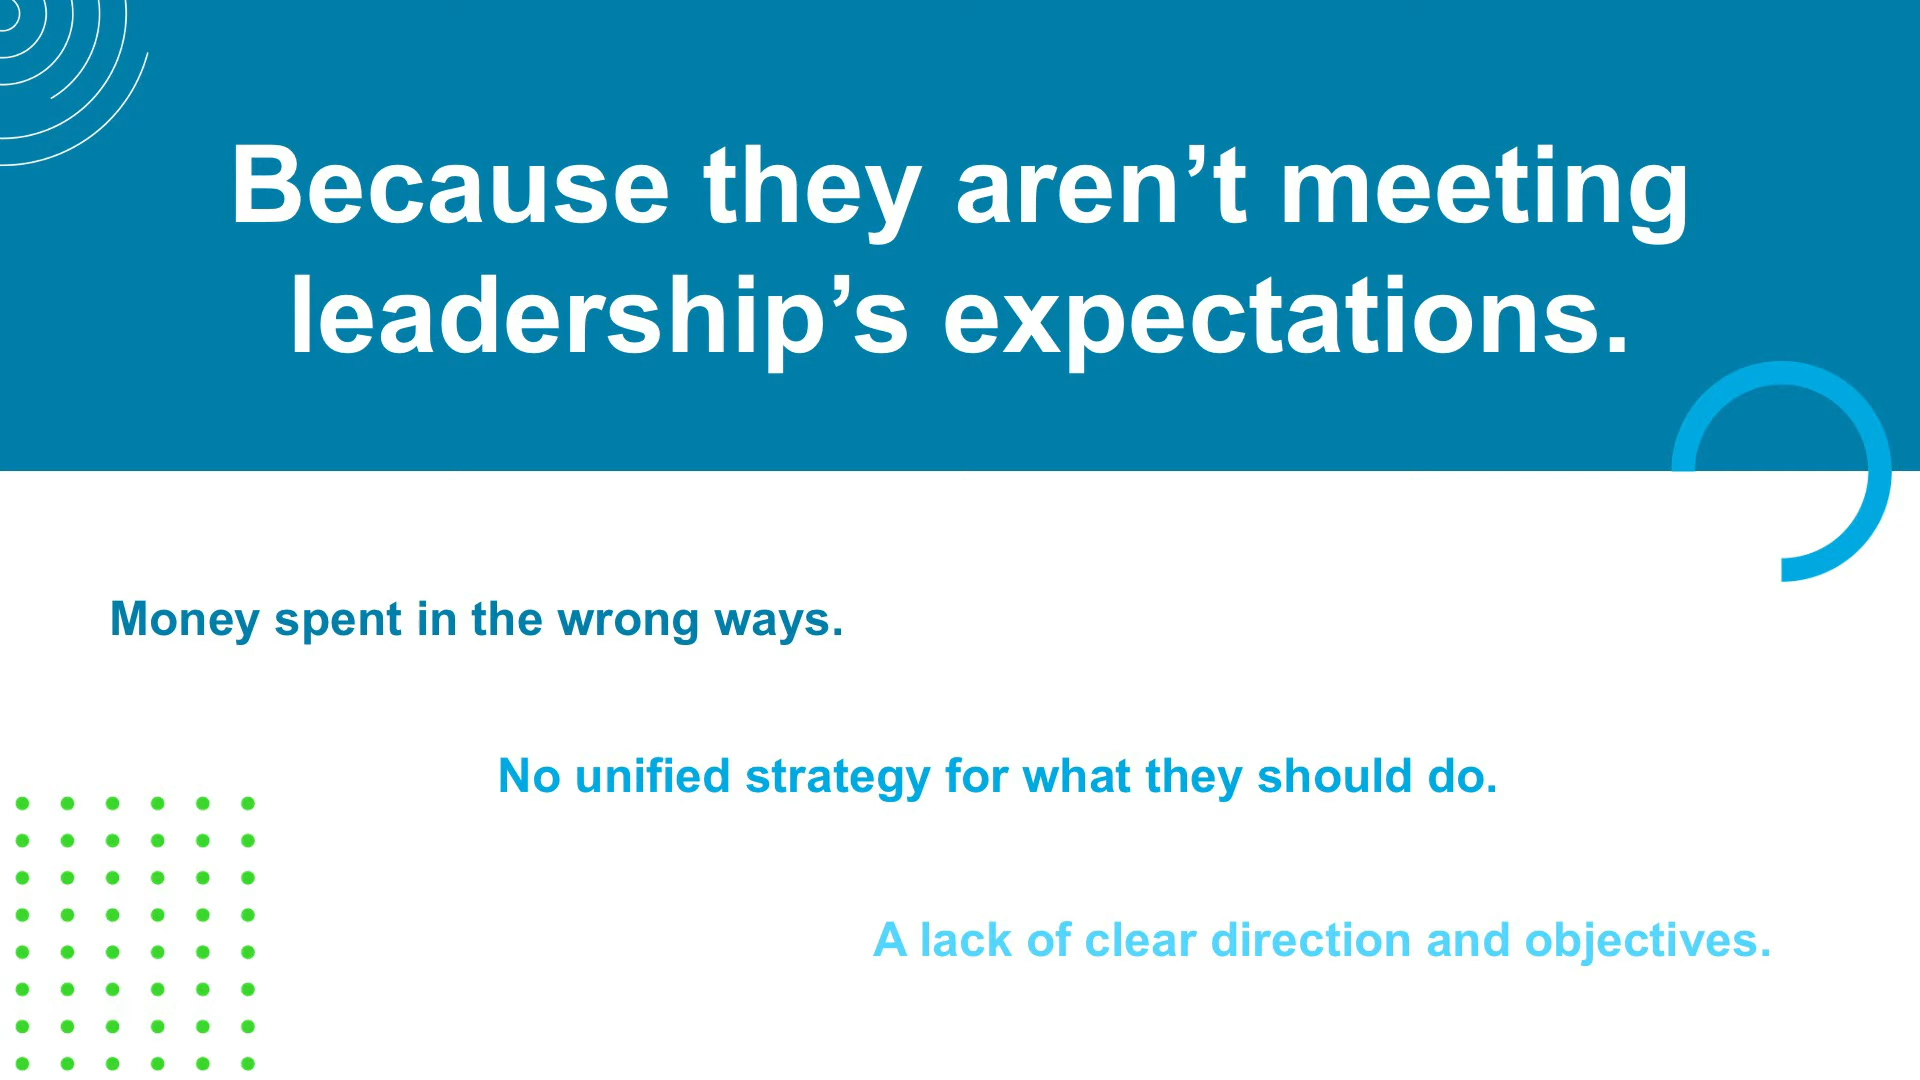 Because they aren’t meeting
leadership’s expectations.
Money spent in the wrong ways.
No unified strategy for what they should do.
A lack of clear direction and objectives.